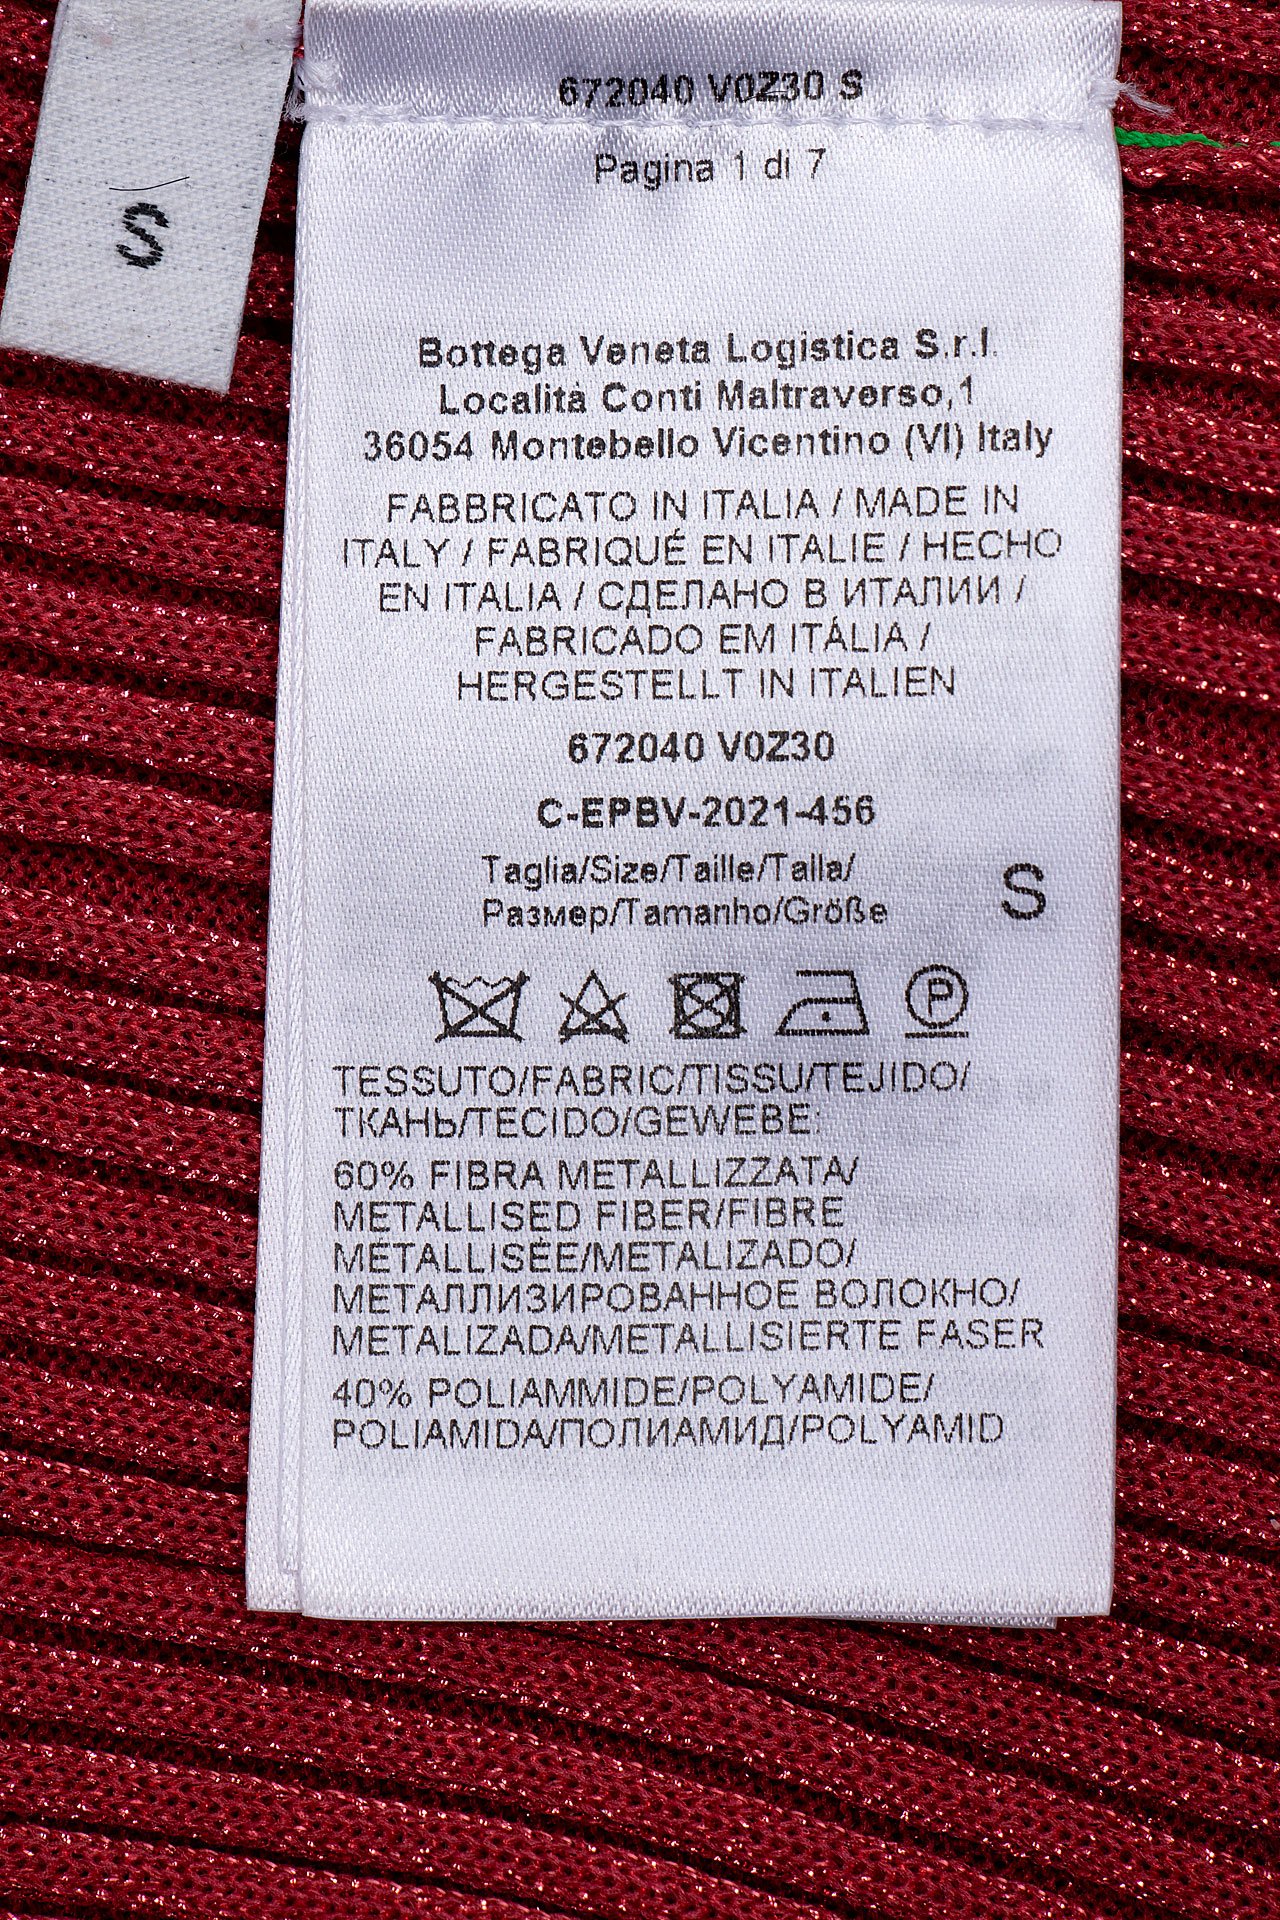 S
672040 V0Z30 S
Pagina 1 di 7
Bottega Veneta Logistica S.r.l.
Località Conti Maltraverso,1
36054 Montebello Vicentino (VI) Italy
FABBRICATO IN ITALIA / MADE IN
ITALY / FABRIQUÉ EN ITALIE / HECHO
EN ITALIA / СДЕЛАНО В ИТАЛИИ /
FABRICADO EM ITÁLIA /
HERGESTELLT IN ITALIEN
672040 V0Z30
C-EPBV-2021-456
Taglia/Size/Taille/Talla/
Размер/Tamanho/Größe
S
P
TESSUTO/FABRIC/TISSU/TEJIDO/
ТКАНЬ/TECIDO/GEWEBE:
60% FIBRA METALLIZZATA/
METALLISED FIBER/FIBRE
MÉTALLISÉE/METALIZADO/
МЕТАЛЛИЗИРОВАННОЕ ВОЛОКНО/
METALIZADA/METALLISIERTE FASER
40% POLIAMMIDE/POLYAMIDE/
POLIAMIDA/ПОЛИАМИД/POLYAMID